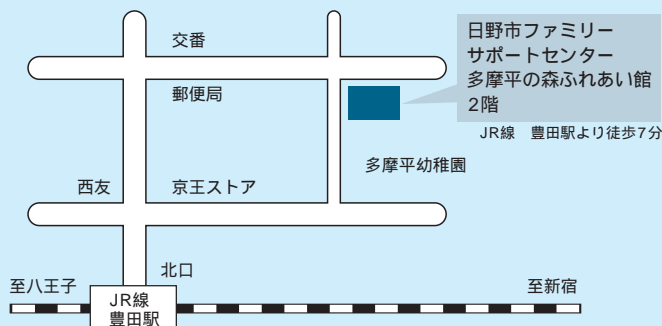 交番
日野市ファミリー
サポートセンター
多摩平の森ふれあい館
2階
郵便局
JR線　豊田駅より徒歩7分
多摩平幼稚園
西友
京王ストア
北口
至八王子
至新宿
JR線
豊田駅